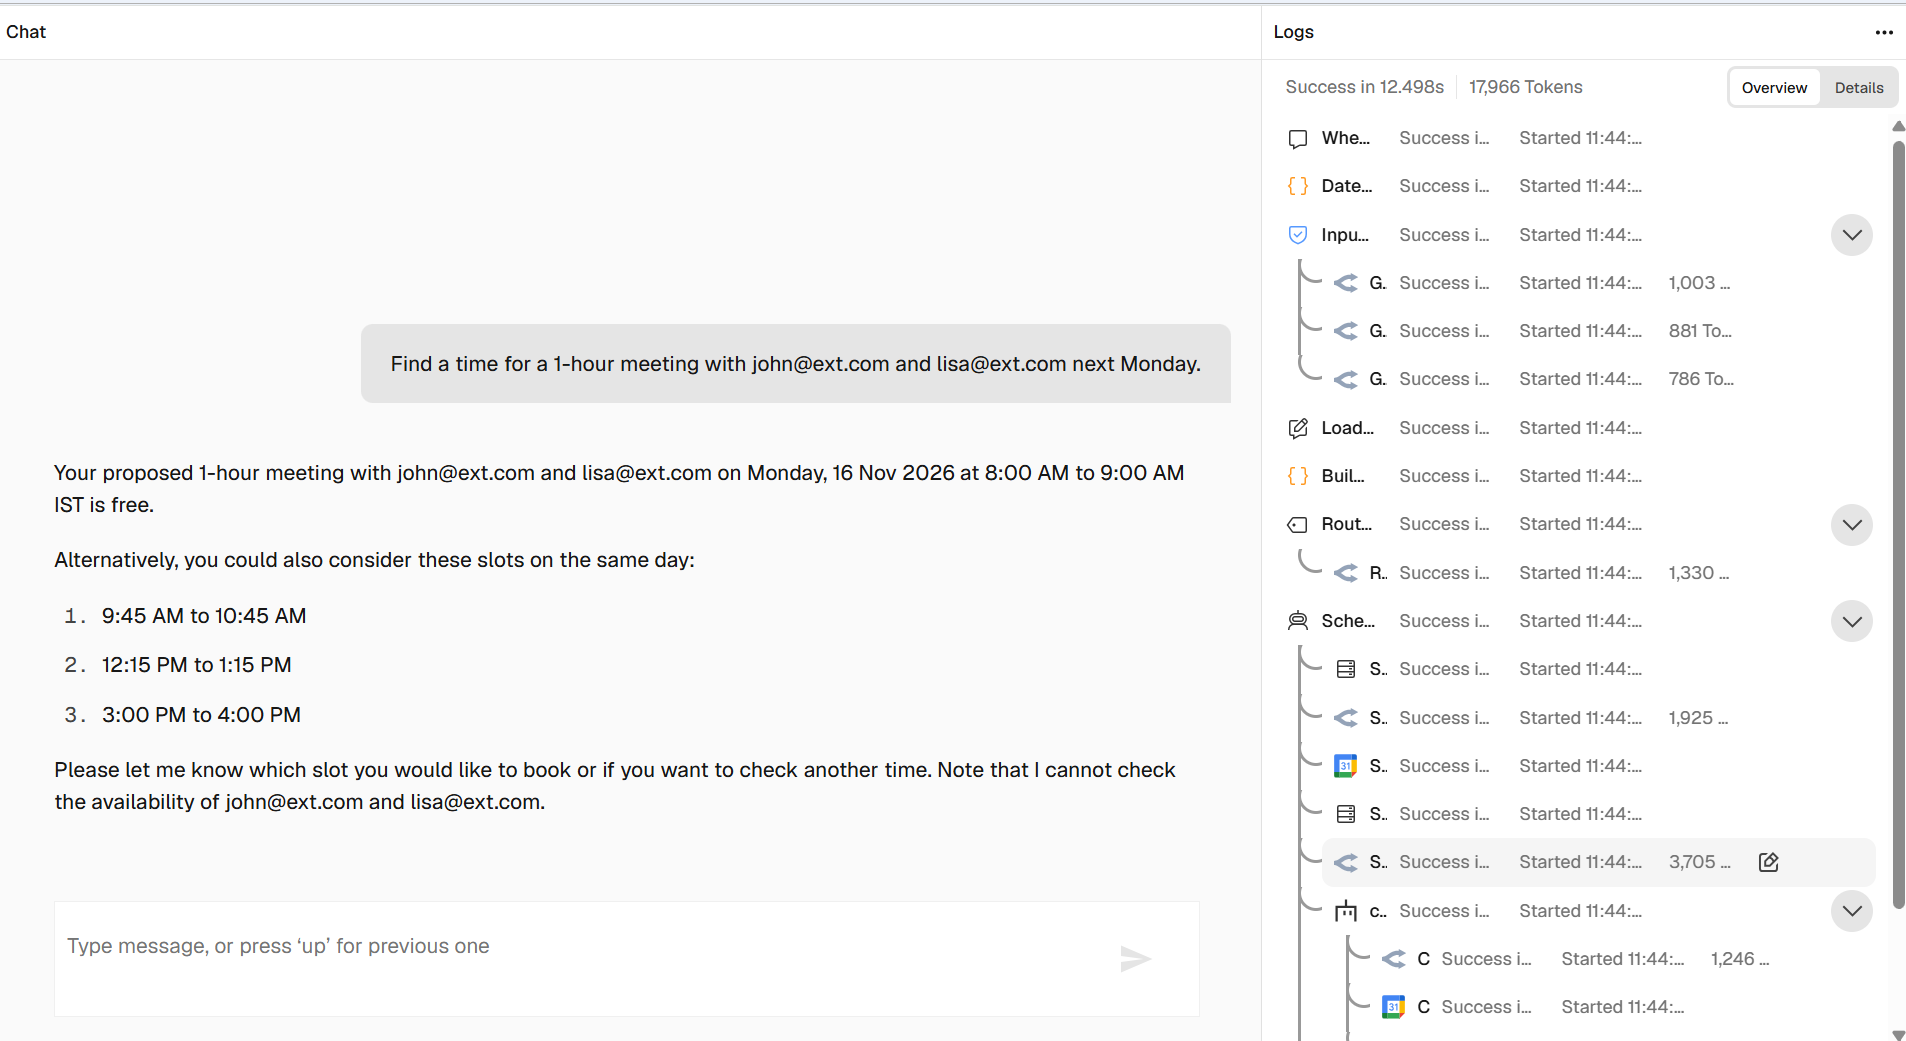 Chat
Find a time for a 1-hour meeting with john@ext.com and lisa@ext.com next Monday.
Your proposed 1-hour meeting with john@ext.com and lisa@ext.com on Monday, 16 Nov 2026 at 8:00 AM to 9:00 AM
IST is free.
Alternatively, you could also consider these slots on the same day:
1. 9:45 AM to 10:45 AM
2. 12:15 PM to 1:15 PM
3. 3:00 PM to 4:00 PM
Please let me know which slot you would like to book or if you want to check another time. Note that I cannot check
the availability of john@ext.com and lisa@ext.com.
Type message, or press ‘up’ for previous one
Logs
Success in 12.498s 17,966 Tokens Overview Details
Whe... Success i... Started 11:44:...
{} Date... Success i... Started 11:44:...
Inpu... Success i... Started 11:44:...
G.. Success i... Started 11:44:... 1,003 ...
G.. Success i... Started 11:44:... 881 To...
G.. Success i... Started 11:44:... 786 To...
Load... Success i... Started 11:44:...
{} Buil... Success i... Started 11:44:...
Rout... Success i... Started 11:44:...
R.. Success i... Started 11:44:... 1,330 ...
Sche... Success i... Started 11:44:...
S.. Success i... Started 11:44:...
S.. Success i... Started 11:44:... 1,925 ...
31 S.. Success i... Started 11:44:...
S.. Success i... Started 11:44:...
S.. Success i... Started 11:44:... 3,705 ...
c.. Success i... Started 11:44:...
C Success i... Started 11:44:... 1,246 ...
31 C Success i... Started 11:44:...